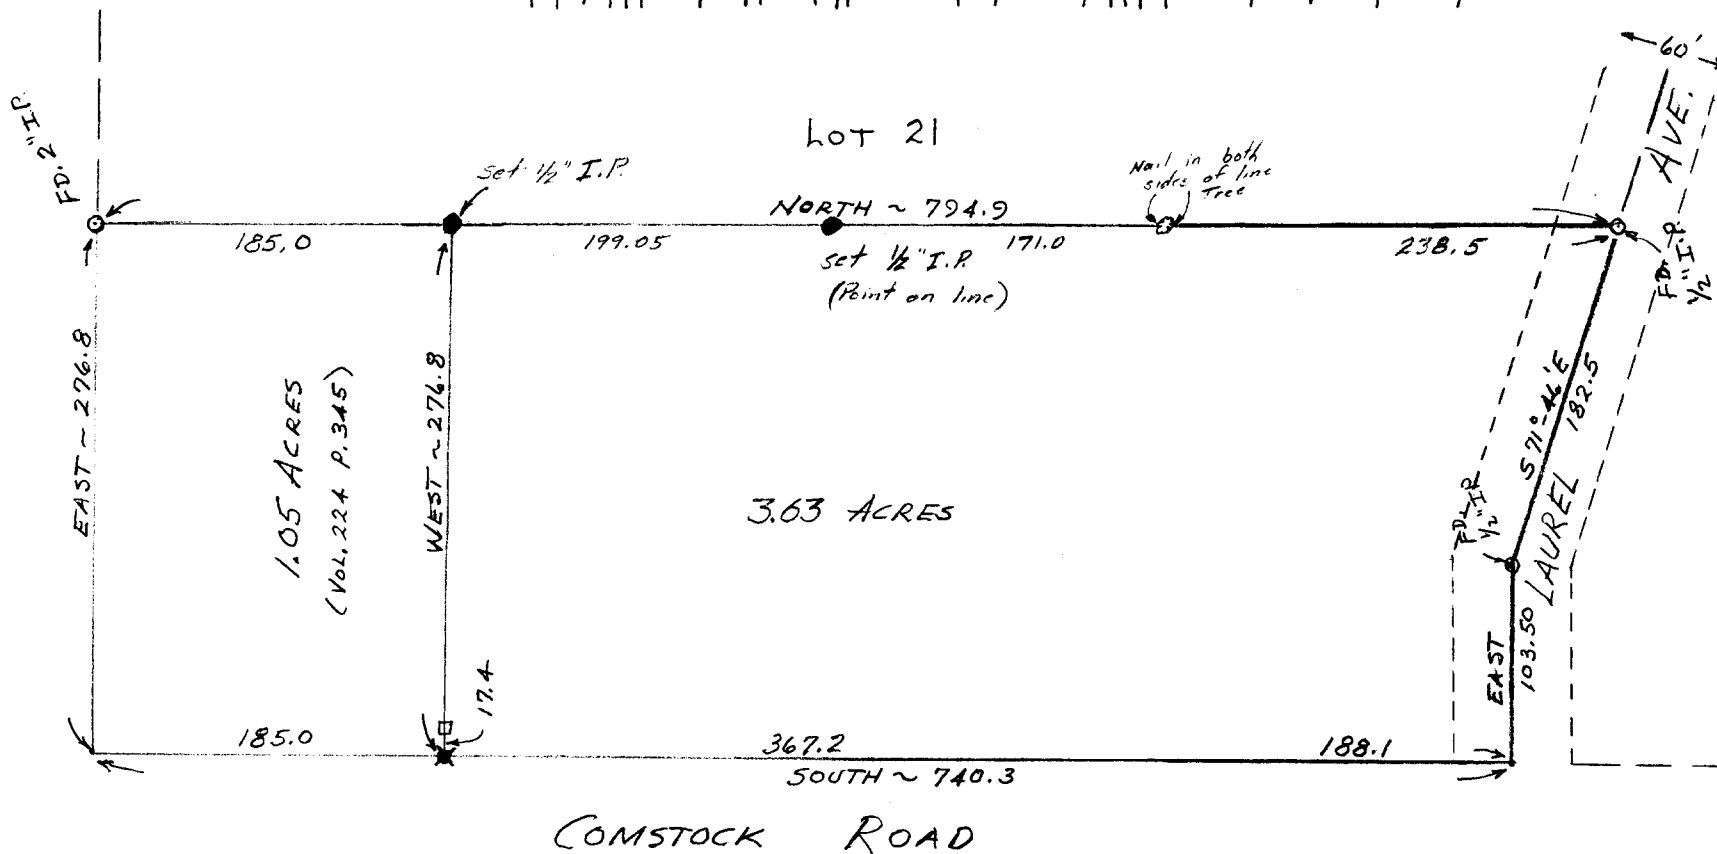 60'
AVE.
FD. 2" I.P.
LOT 21
set 1/2" I.P.
Nail in both
sides of line
Tree
NORTH ~ 794.9
185.0
199.05
171.0
238.5
set 1/2" I.P.
(Point on line)
FD.
1/2" I.P.
EAST ~ 276.8
1.05 ACRES
(VOL. 224 P. 345)
WEST ~ 276.8
3.63 ACRES
S 71°-44' E
182.5
FD.
1/2" I.P.
LAUREL
EAST
103.50
17.4
185.0
367.2
188.1
SOUTH ~ 740.3
COMSTOCK ROAD